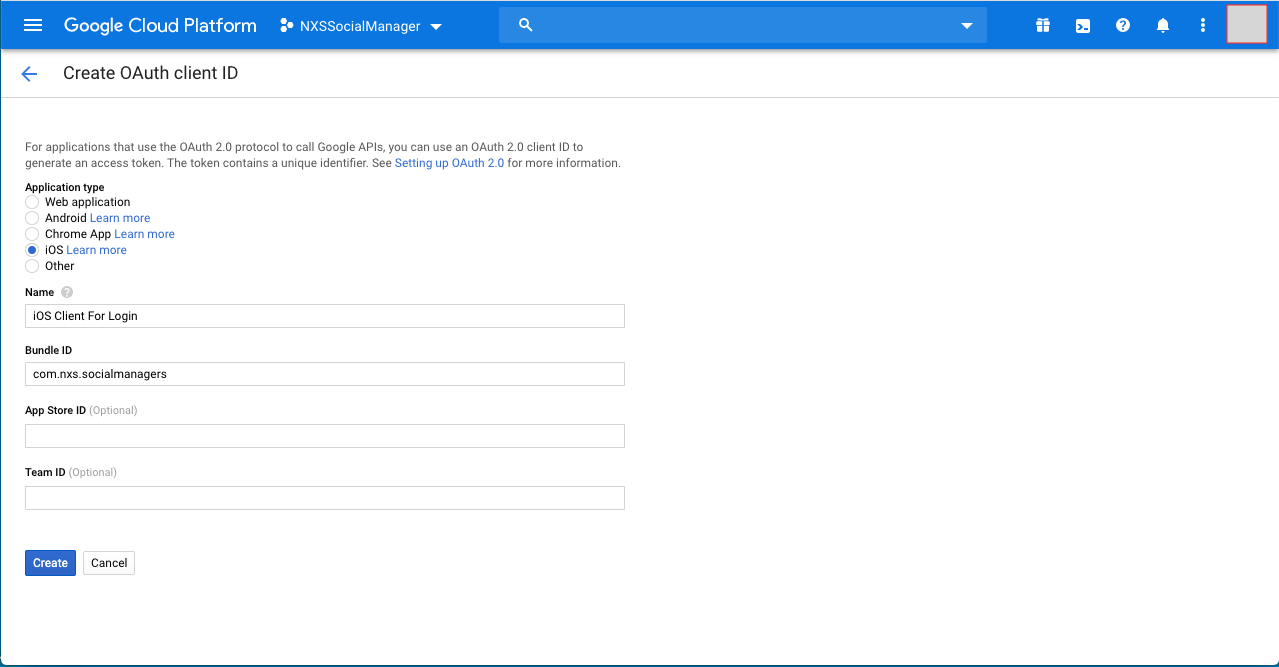 Google Cloud Platform NXSSocialManager
Create OAuth client ID
For applications that use the OAuth 2.0 protocol to call Google APIs, you can use an OAuth 2.0 client ID to
generate an access token. The token contains a unique identifier. See Setting up OAuth 2.0 for more information.
Application type
Web application
Android Learn more
Chrome App Learn more
iOS Learn more
Other
Name ?
iOS Client For Login
Bundle ID
com.nxs.socialmanagers
App Store ID (Optional)
Team ID (Optional)
Create Cancel